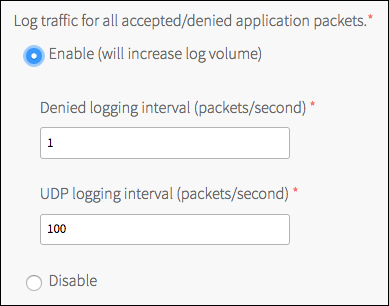 Log traffic for all accepted/denied application packets.*
Enable (will increase log volume)
Denied logging interval (packets/second) *
1
UDP logging interval (packets/second) *
100
Disable